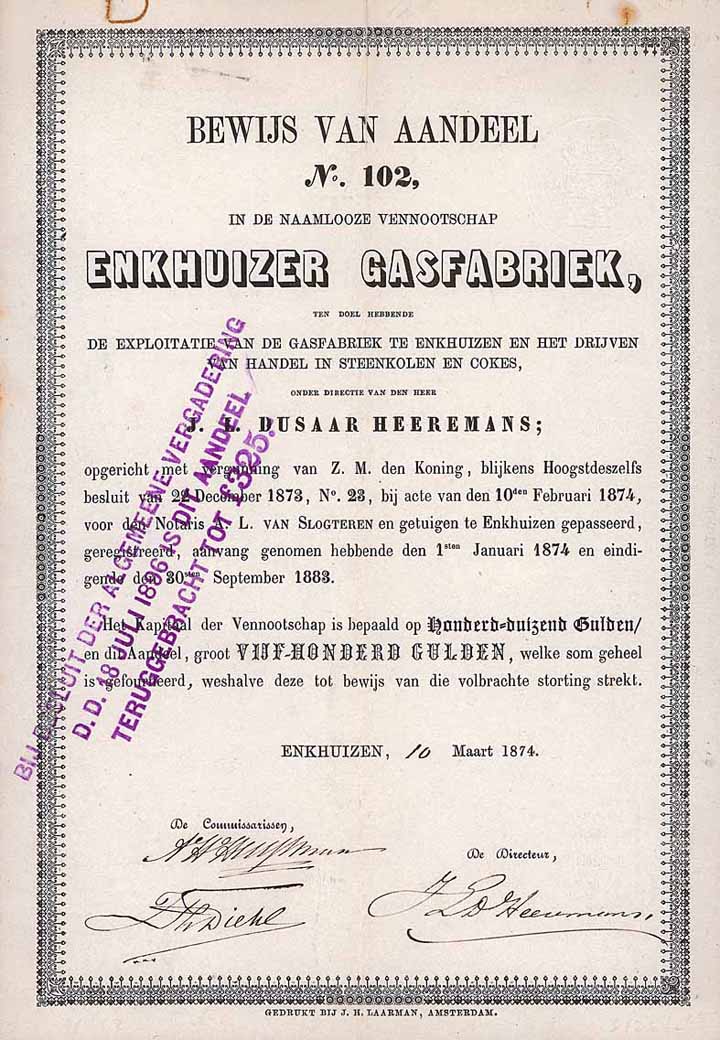 BEWIJS VAN AANDEEL
No. 102,
IN DE NAAMLOOZE VENNOOTSCHAP
ENKHUIZER GASFABRIEK,
TEN DOEL HEBBENDE
DE EXPLOITATIE VAN DE GASFABRIEK TE ENKHUIZEN EN HET DRIJVEN
VAN HANDEL IN STEENKOLEN EN COKES,
ONDER DIRECTIE VAN DEN HEER
J. L. DUSAAR HEEREMANS;
opgericht met vergunning van Z. M. den Koning, blijkens Hoogstdeszelfs
besluit van 22 December 1873, No. 23, bij acte van den 10den Februari 1874,
voor den Notaris A. L. VAN SLOGTEREN en getuigen te Enkhuizen gepasseerd,
geregistreerd, aanvang genomen hebbende den 1sten Januari 1874 en eindi-
gende den 30sten September 1883.
Het Kapitaal der Vennootschap is bepaald op Honderd-duizend Gulden/
en dit Aandeel, groot VIJF-HONDERD GULDEN, welke som geheel
is gefourneerd, weshalve deze tot bewijs van die volbrachte storting strekt.
ENKHUIZEN, 10 Maart 1874.
De Commissarissen,
De Directeur,
Diehl
J L D Heeremans.
GEDRUKT BIJ J. H. LAARMAN, AMSTERDAM.
BIJ BESLUIT DER ALGEMEENE VERGADERING
D.D. 18 JULI 1896 IS DIT AANDEEL
TERUGGEBRACHT TOT ƒ325.-